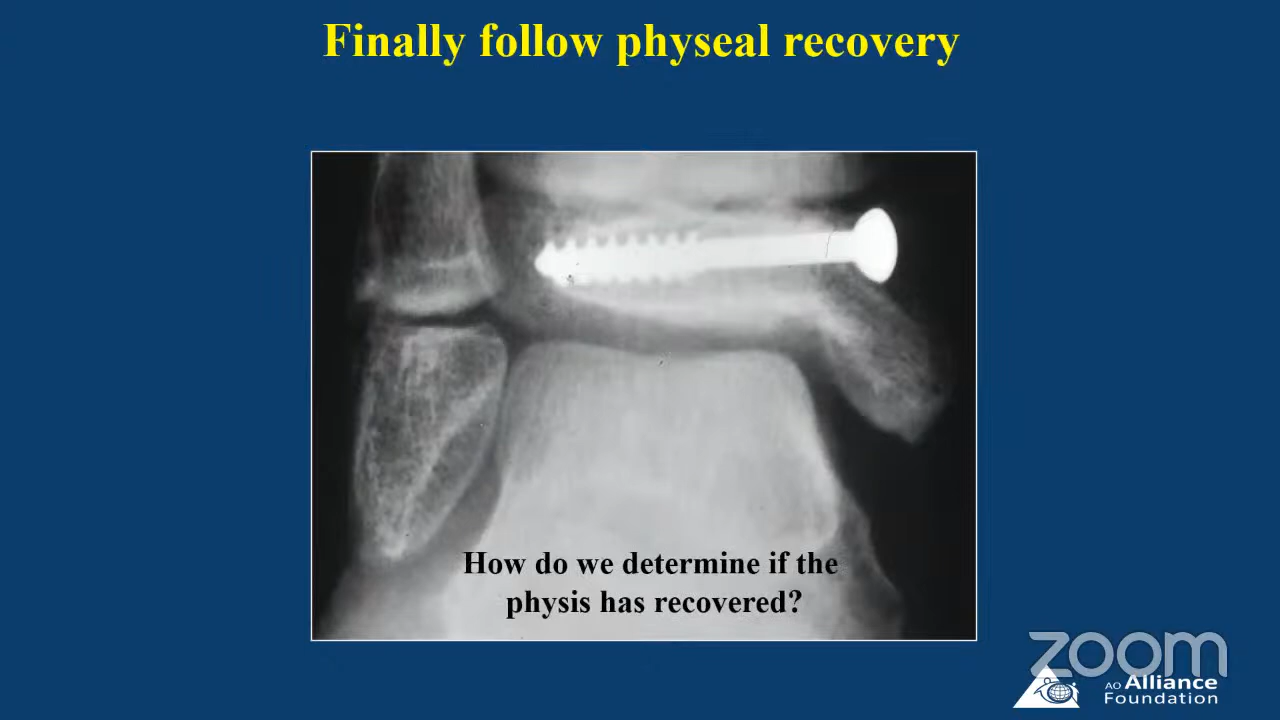 Finally follow physeal recovery
How do we determine if the
physis has recovered?
zoom
AO Alliance
Foundation